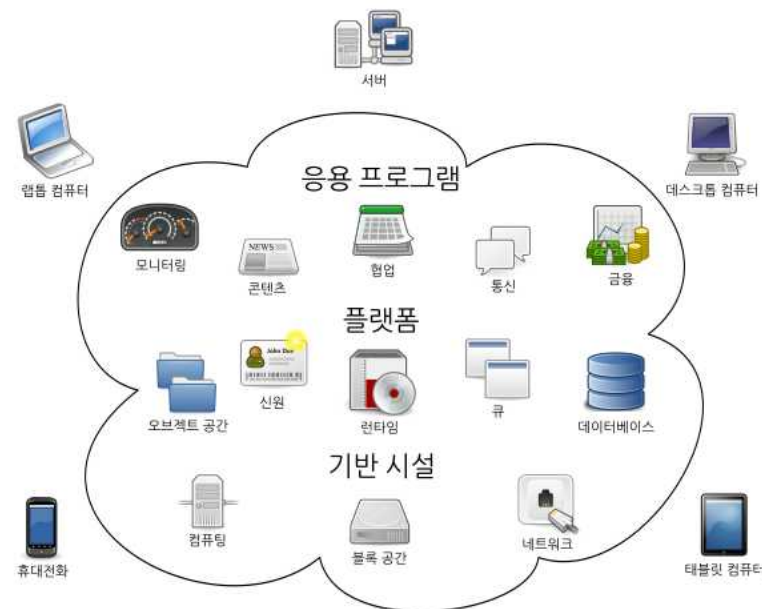 서버
랩톱 컴퓨터
데스크톱 컴퓨터
응용 프로그램
모니터링
NEWS
콘텐츠
협업
통신
금융
플랫폼
John Doe
오브젝트 공간
신원
런타임
큐
데이터베이스
기반 시설
컴퓨팅
블록 공간
네트워크
휴대전화
태블릿 컴퓨터